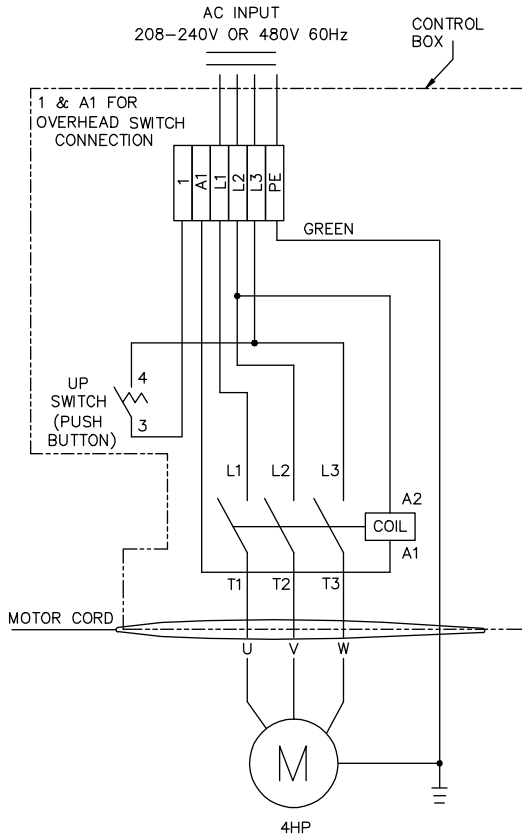 AC INPUT
208-240V OR 480V 60Hz
CONTROL
BOX
1 & A1 FOR
OVERHEAD SWITCH
CONNECTION
1
A1
L1
L2
L3
PE
GREEN
4
UP
SWITCH
(PUSH
BUTTON)
3
L1
L2
L3
A2
COIL
A1
T1
T2
T3
MOTOR CORD
U
V
W
M
4HP